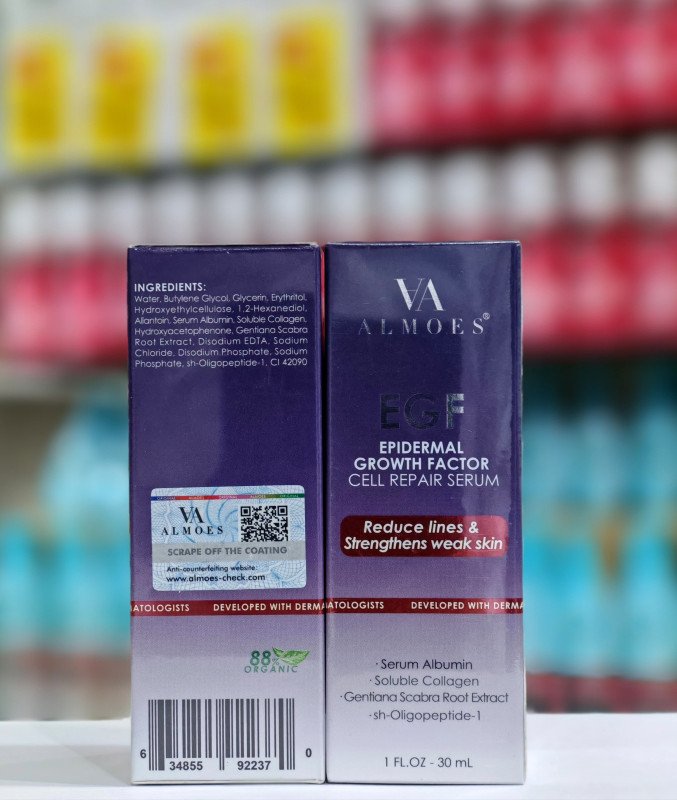 INGREDIENTS:
Water, Butylene Glycol, Glycerin, Erythritol,
Hydroxyethylcellulose, 1,2-Hexanediol,
Allantoin, Serum Albumin, Soluble Collagen,
Hydroxyacetophenone, Gentiana Scabra
Root Extract, Disodium EDTA, Sodium
Chloride, Disodium Phosphate, Sodium
Phosphate, sh-Oligopeptide-1, CI 42090
VA
ALMOES
SCRAPE OFF THE COATING
Anti-counterfeiting website:
www.almoes-check.com
MATOLOGISTS DEVELOPED WITH DERMA
88%
ORGANIC
6 34855 92237 0
VA
ALMOES®
EGF
EPIDERMAL
GROWTH FACTOR
CELL REPAIR SERUM
Reduce lines &
Strengthens weak skin
ATOLOGISTS DEVELOPED WITH DERMA
· Serum Albumin
· Soluble Collagen
· Gentiana Scabra Root Extract
· sh-Oligopeptide-1
1 FL.OZ - 30 mL